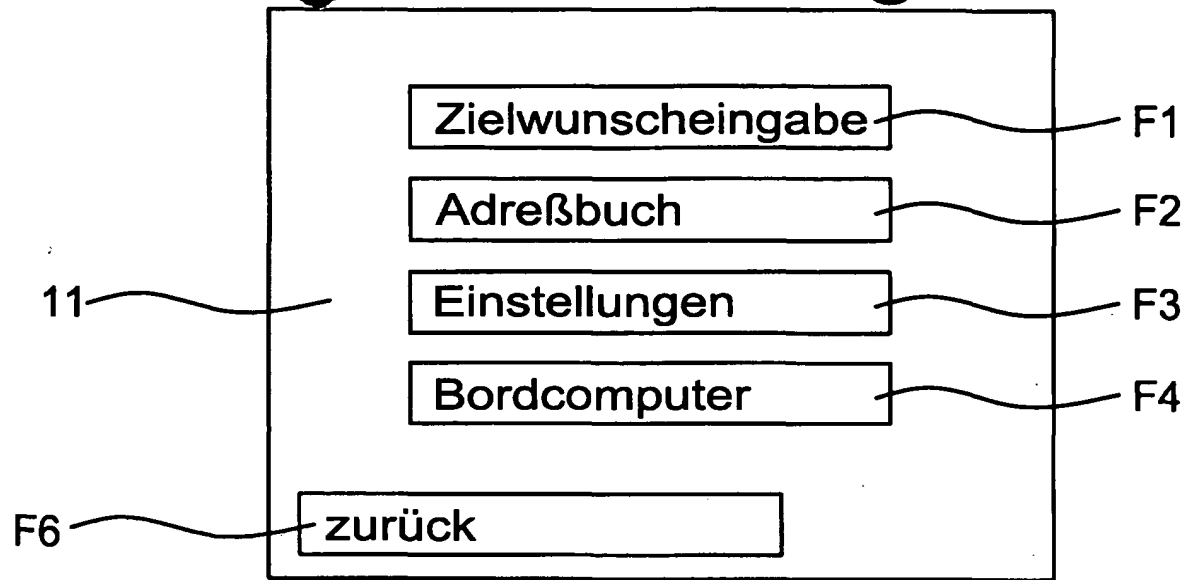 Zielwunscheingabe F1
Adreßbuch F2
11 Einstellungen F3
Bordcomputer F4
F6 zurück